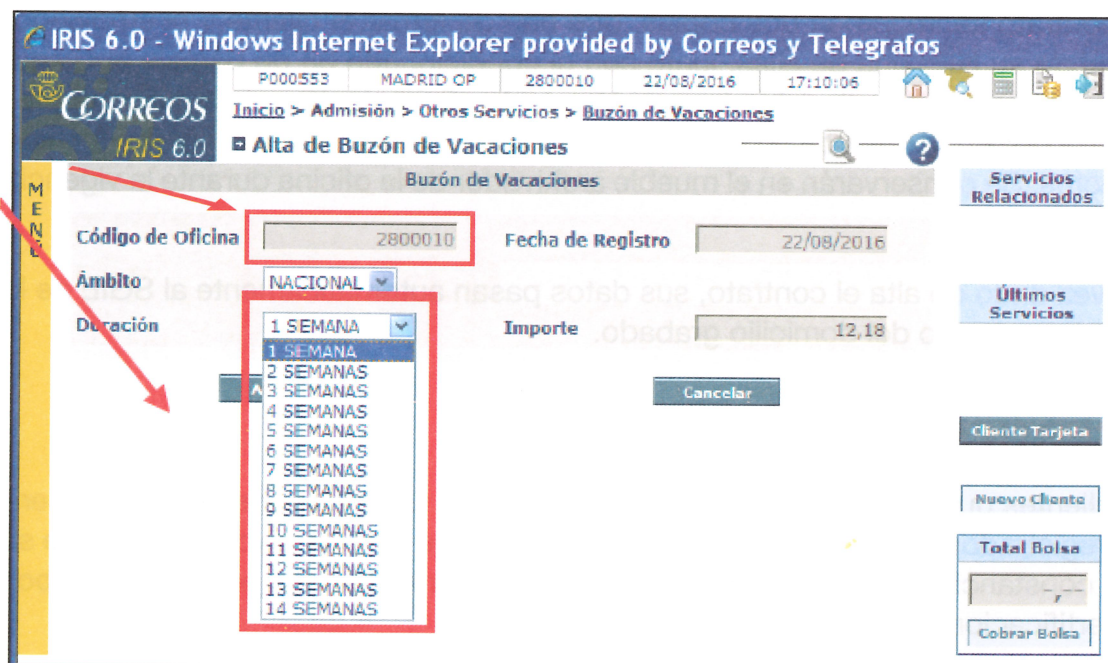 IRIS 6.0 - Windows Internet Explorer provided by Correos y Telegrafos
P000553 MADRID OP 2800010 22/08/2016 17:10:06
CORREOS
IRIS 6.0
Inicio > Admisión > Otros Servicios > Buzón de Vacaciones
Alta de Buzón de Vacaciones
?
MENÚ
Buzón de Vacaciones
Servicios Relacionados
Código de Oficina 2800010 Fecha de Registro 22/08/2016
Ámbito NACIONAL
Últimos Servicios
Duración 1 SEMANA Importe 12,18
1 SEMANA
2 SEMANAS
3 SEMANAS
4 SEMANAS
5 SEMANAS
6 SEMANAS
7 SEMANAS
8 SEMANAS
9 SEMANAS
10 SEMANAS
11 SEMANAS
12 SEMANAS
13 SEMANAS
14 SEMANAS
Cancelar
Cliente Tarjeta
Nuevo Cliente
Total Bolsa
,
Cobrar Bolsa